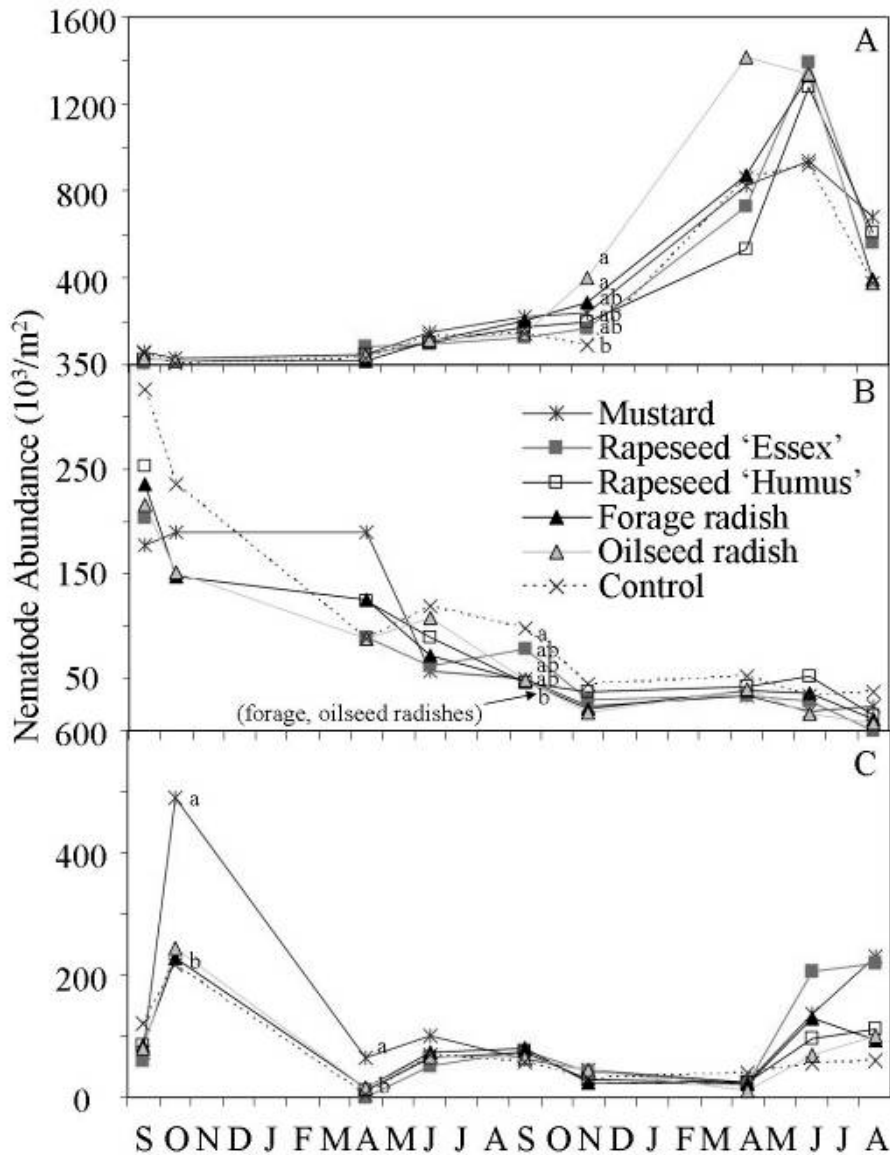 1600
A
1200
800
400
a
a
ab
ab
ab
b
350
B
250
150
50
Mustard
Rapeseed ‘Essex’
Rapeseed ‘Humus’
Forage radish
Oilseed radish
Control
a
ab
ab
ab
b
(forage, oilseed radishes)
Nematode Abundance (10³/m²)
600
C
400
200
0
a
b
a
b
S O N D J F M A M J J A S O N D J F M A M J J A